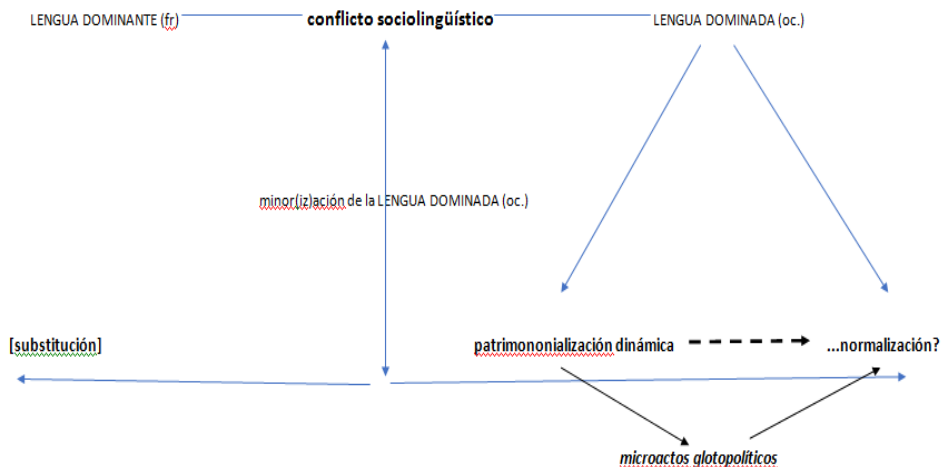 LENGUA DOMINANTE (fr) conflicto sociolingüístico LENGUA DOMINADA (oc.)
minor(iz)ación de la LENGUA DOMINADA (oc.)
[substitución] patrimononialización dinámica ...normalización?
microactos glotopolíticos